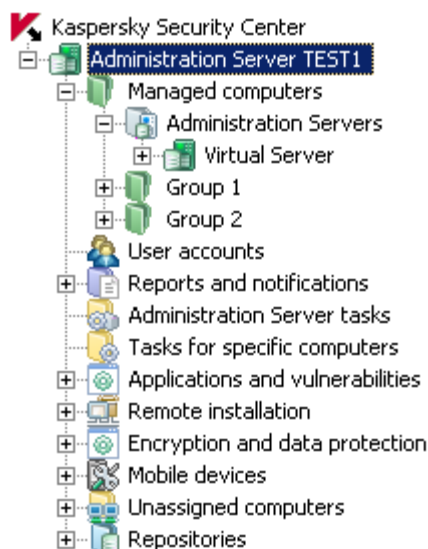 Kaspersky Security Center
Administration Server TEST1
Managed computers
Administration Servers
Virtual Server
Group 1
Group 2
User accounts
Reports and notifications
Administration Server tasks
Tasks for specific computers
Applications and vulnerabilities
Remote installation
Encryption and data protection
Mobile devices
Unassigned computers
Repositories